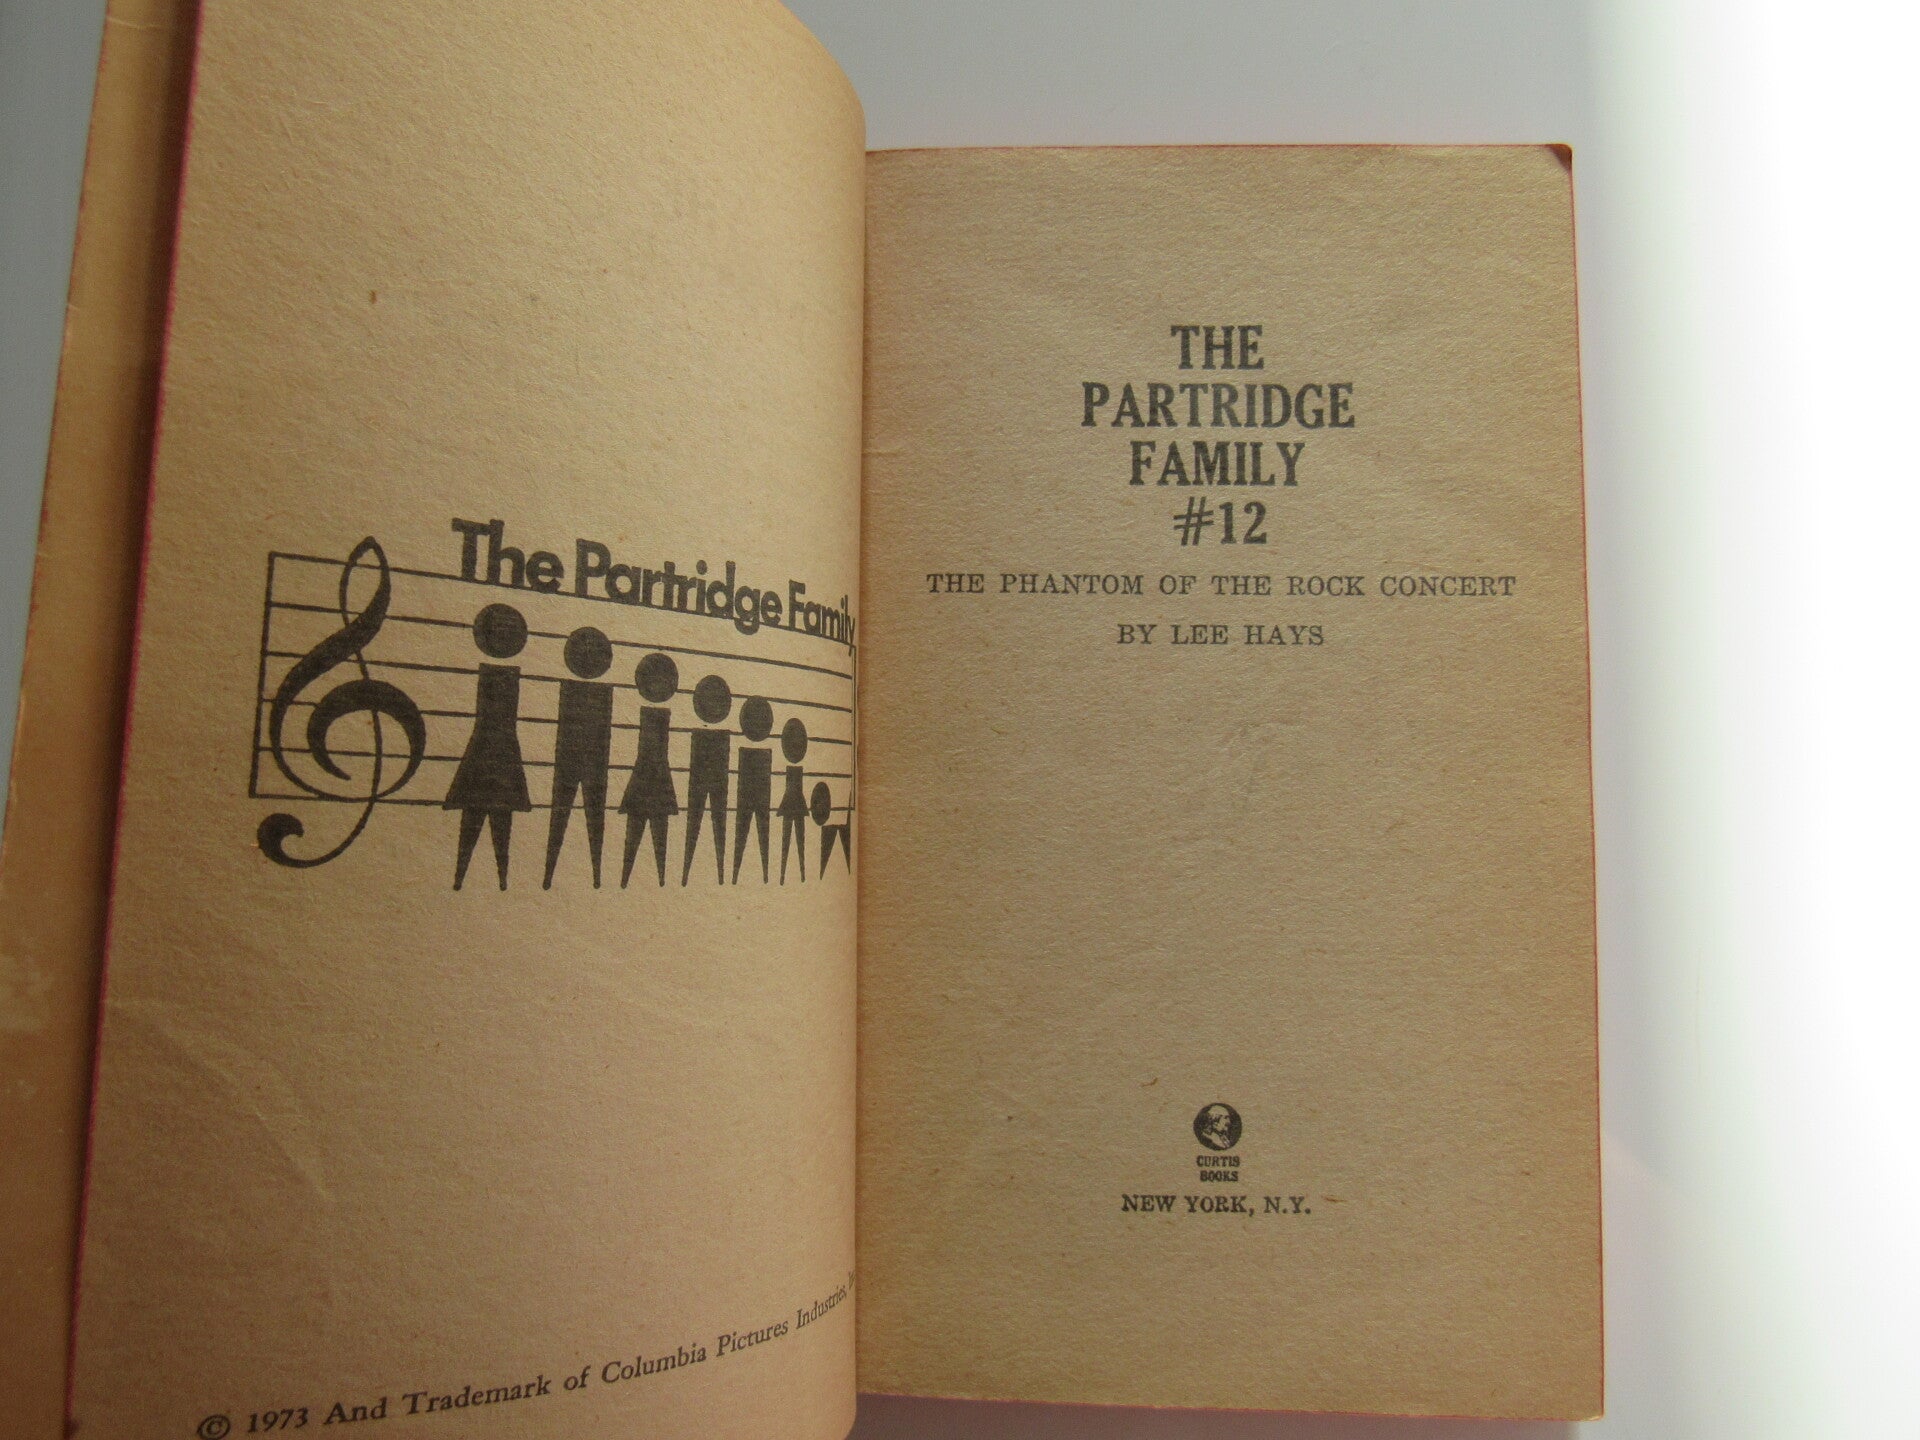 The Partridge Family
© 1973 And Trademark of Columbia Pictures Industries,
THE
PARTRIDGE
FAMILY
#12
THE PHANTOM OF THE ROCK CONCERT
BY LEE HAYS
CURTIS
BOOKS
NEW YORK, N.Y.